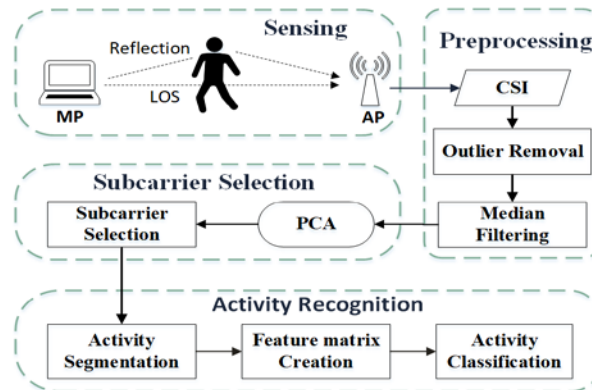 Sensing
Reflection
LOS
MP
AP
Preprocessing
CSI
Outlier Removal
Median
Filtering
Subcarrier Selection
PCA
Subcarrier
Selection
Activity Recognition
Activity
Segmentation
Feature matrix
Creation
Activity
Classification